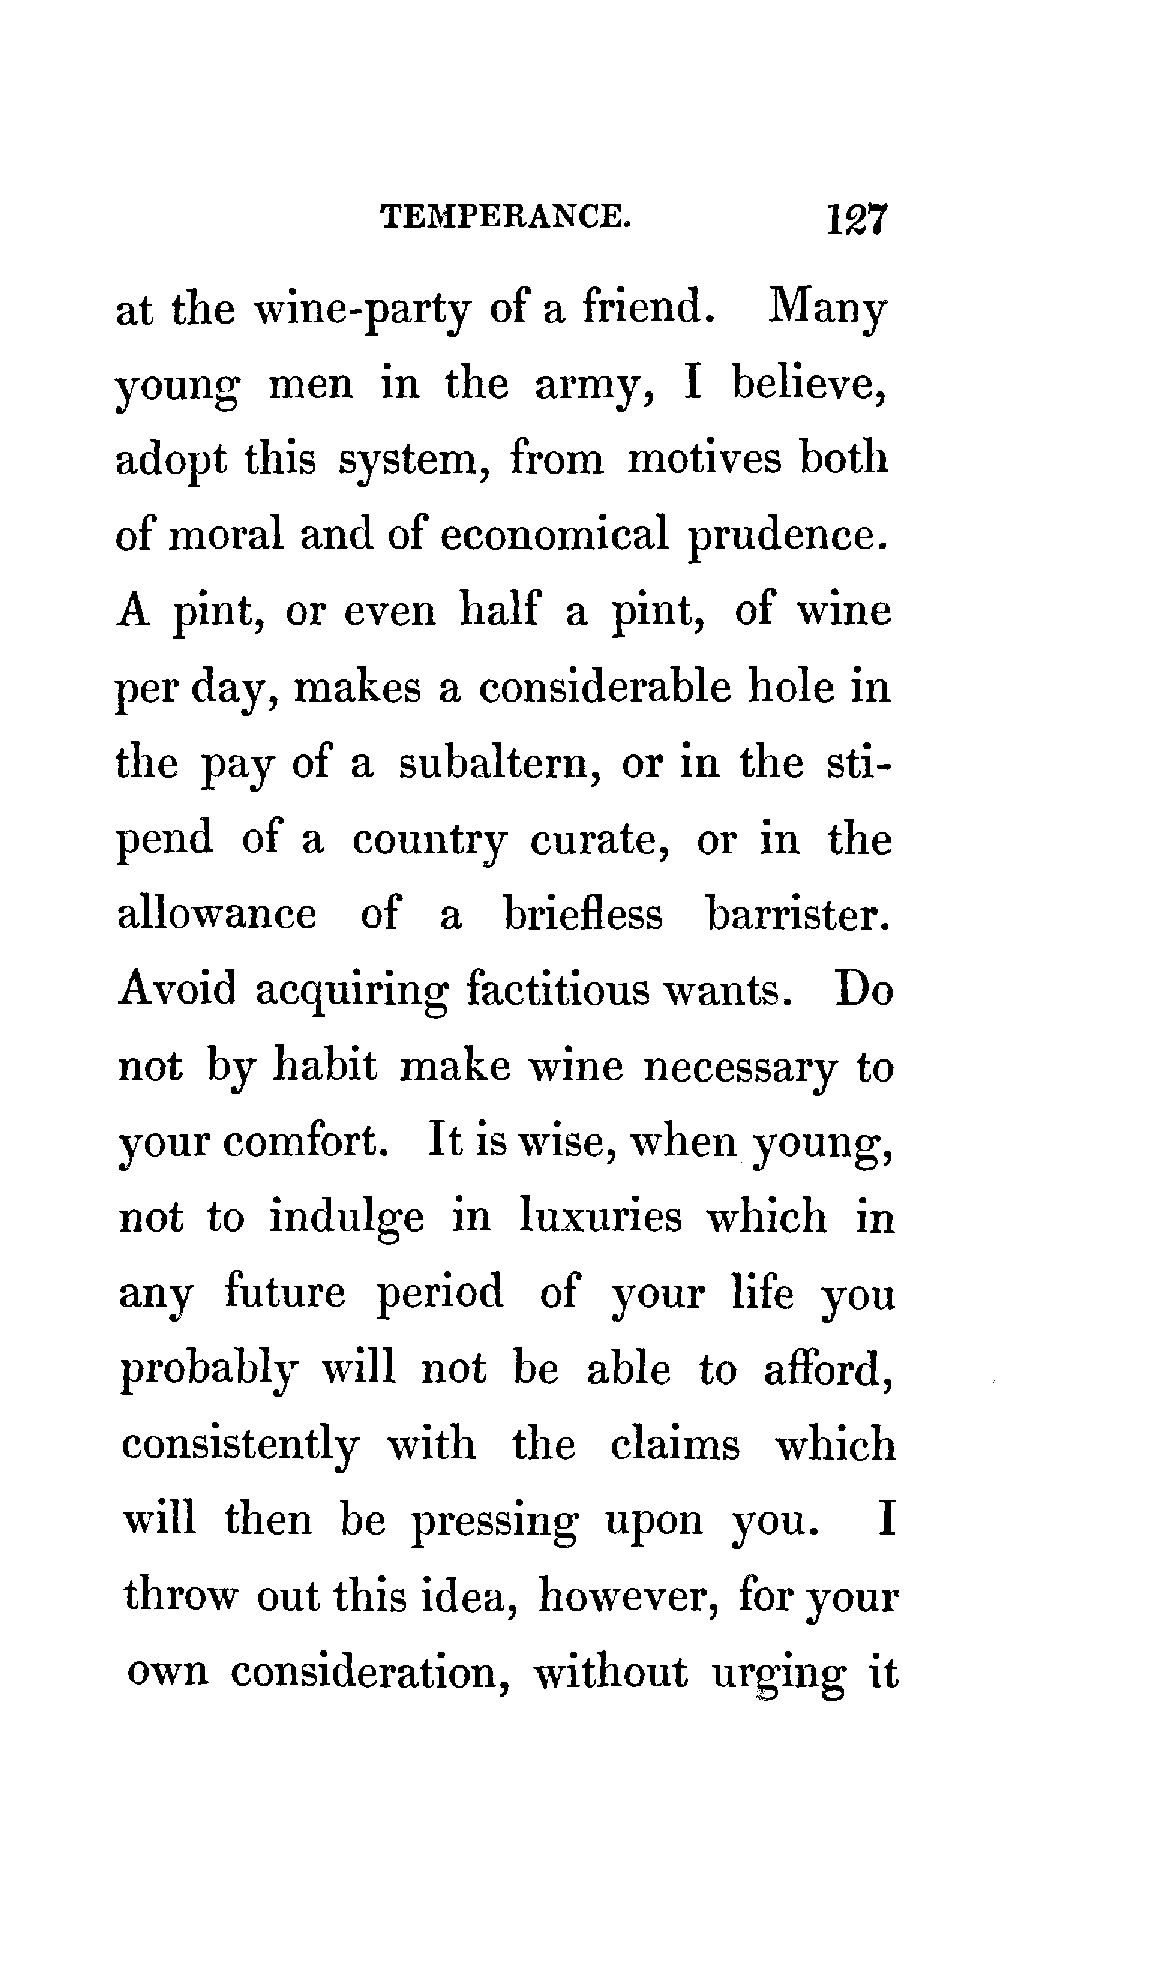 TEMPERANCE. 127
at the wine-party of a friend. Many
young men in the army, I believe,
adopt this system, from motives both
of moral and of economical prudence.
A pint, or even half a pint, of wine
per day, makes a considerable hole in
the pay of a subaltern, or in the sti-
pend of a country curate, or in the
allowance of a briefless barrister.
Avoid acquiring factitious wants. Do
not by habit make wine necessary to
your comfort. It is wise, when young,
not to indulge in luxuries which in
any future period of your life you
probably will not be able to afford,
consistently with the claims which
will then be pressing upon you. I
throw out this idea, however, for your
own consideration, without urging it